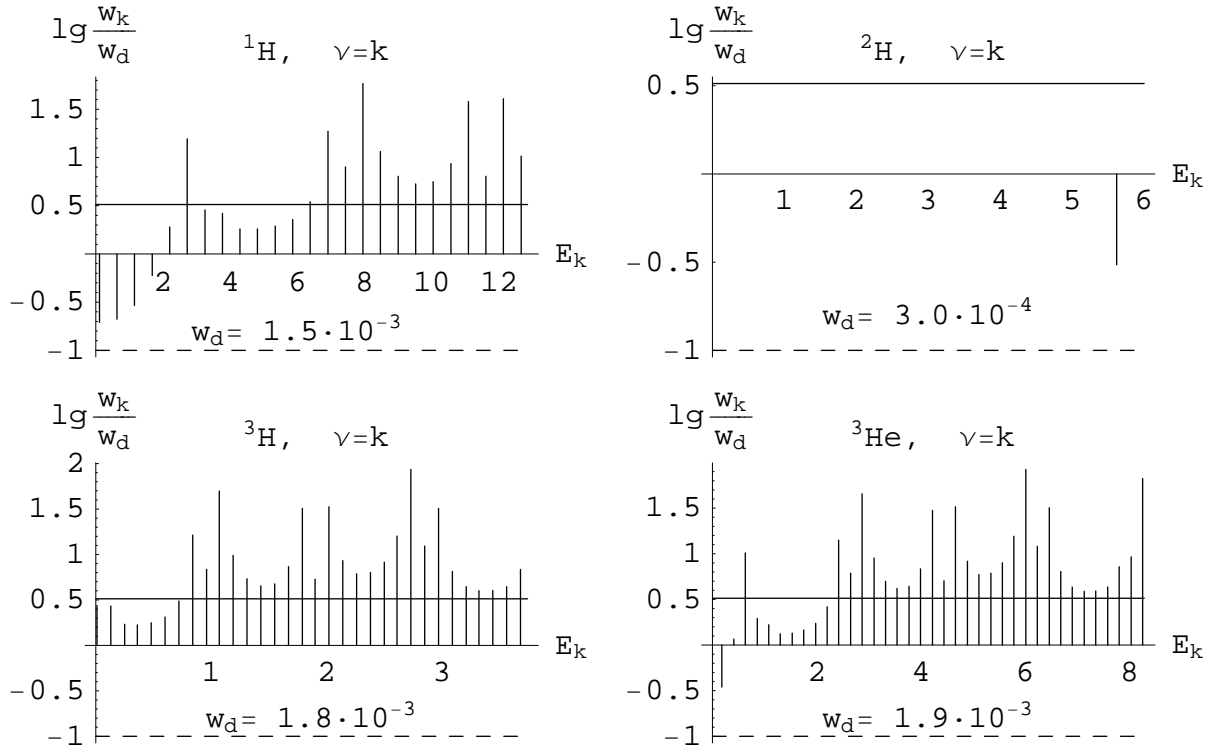 lg w_k/w_d
¹H, ν=k
1.5
1
0.5
-0.5
-1
2 4 6 8 10 12
E_k
w_d= 1.5·10⁻³
lg w_k/w_d
²H, ν=k
0.5
-0.5
-1
1 2 3 4 5 6
E_k
w_d= 3.0·10⁻⁴
lg w_k/w_d
³H, ν=k
2
1.5
1
0.5
-0.5
-1
1 2 3
E_k
w_d= 1.8·10⁻³
lg w_k/w_d
³He, ν=k
1.5
1
0.5
-0.5
-1
2 4 6 8
E_k
w_d= 1.9·10⁻³